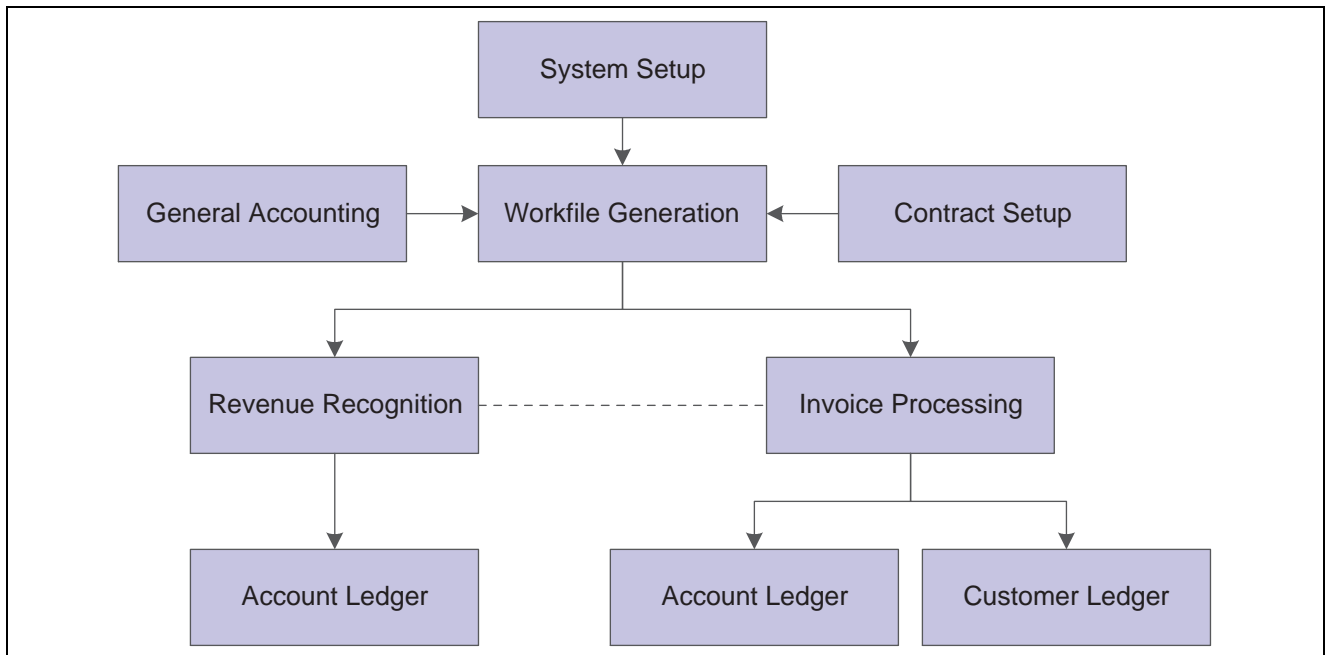 System Setup
General Accounting
Workfile Generation
Contract Setup
Revenue Recognition
Invoice Processing
Account Ledger
Account Ledger
Customer Ledger